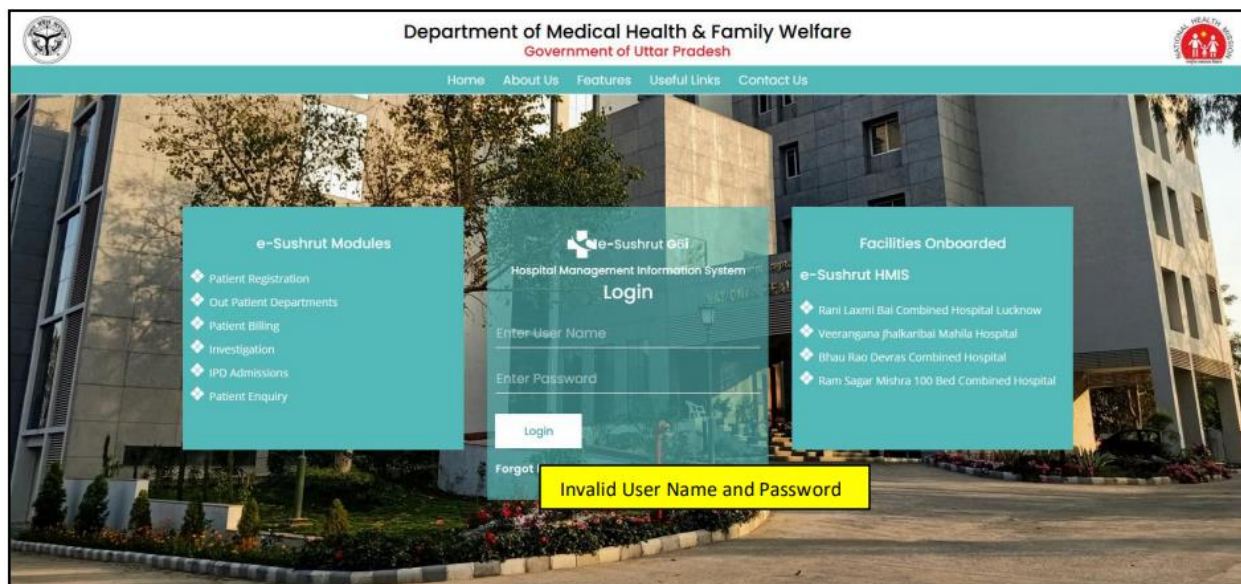 Department of Medical Health & Family Welfare
Government of Uttar Pradesh
NATIONAL HEALTH MISSION
Home About Us Features Useful Links Contact Us
e-Sushrut Modules
Patient Registration
Out Patient Departments
Patient Billing
Investigation
IPD Admissions
Patient Enquiry
e-Sushrut G6i
Hospital Management Information System
Login
Enter User Name
Enter Password
Login
Forgot
Invalid User Name and Password
Facilities Onboarded
e-Sushrut HMIS
Rani Laxmi Bai Combined Hospital Lucknow
Veerangana Jhalkaribai Mahila Hospital
Bhau Rao Devras Combined Hospital
Ram Sagar Mishra 100 Bed Combined Hospital